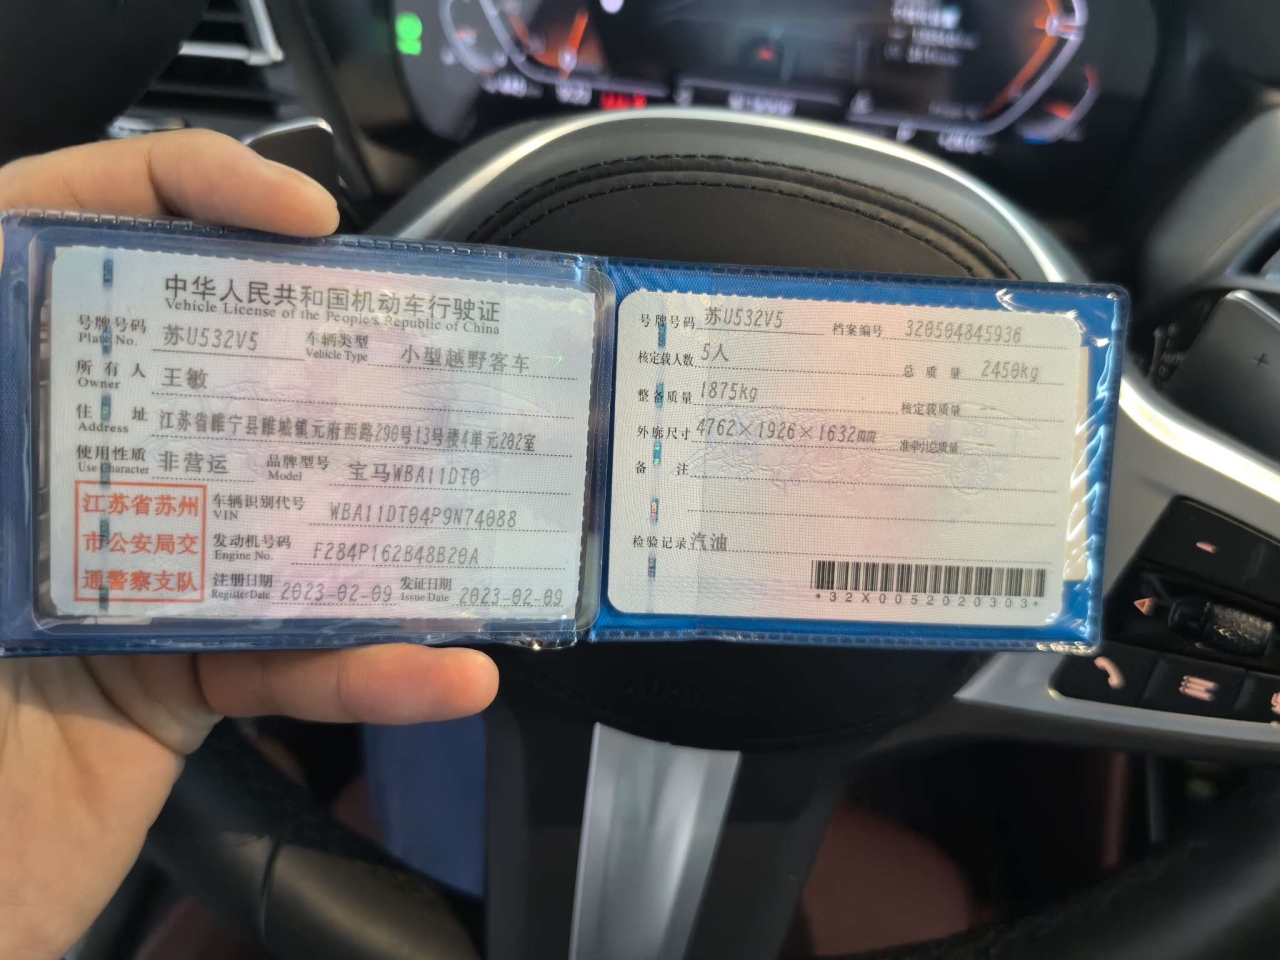 中华人民共和国机动车行驶证
Vehicle License of the People's Republic of China
号牌号码 苏U532V5 车辆类型 小型越野客车
Plate No. Vehicle Type
所有人 王敏
Owner
住址 江苏省睢宁县睢城镇元府西路290号13号楼4单元202室
Address
使用性质 非营运 品牌型号 宝马WBA11DT0
Use Character Model
江苏省苏州
市公安局交
通警察支队
车辆识别代号 WBA11DT04P9N74088
VIN
发动机号码 F284P162B48B20A
Engine No.
注册日期 2023-02-09 发证日期 2023-02-09
Register Date Issue Date
号牌号码 苏U532V5 档案编号 320504845936
核定载人数 5人 总质量 2450kg
整备质量 1875kg 核定载质量 --
外廓尺寸 4762×1926×1632mm 准牵引总质量 --
备注
检验记录 汽油
*32X0052020303*